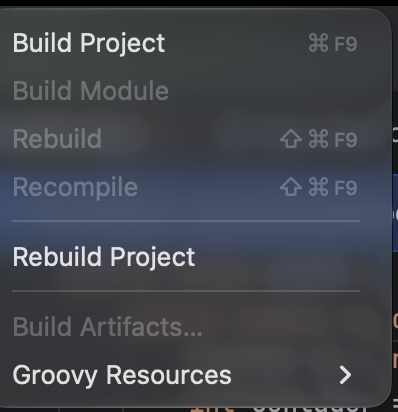 Build Project ⌘ F9
Build Module
Rebuild ⇧ ⌘ F9
Recompile ⇧ ⌘ F9
Rebuild Project
Build Artifacts...
Groovy Resources >